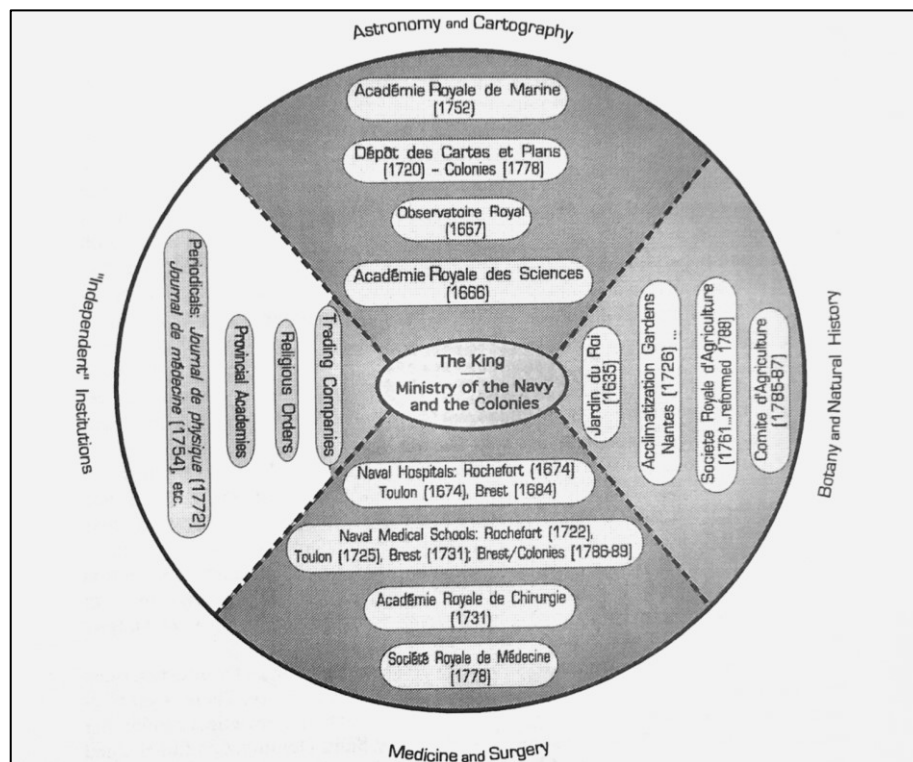 Astronomy and Cartography
Académie Royale de Marine
[1752]
Dépôt des Cartes et Plans
[1720] - Colonies [1778]
Observatoire Royal
[1667]
Académie Royale des Sciences
[1666]
"Independent" Institutions
Periodicals: Journal de physique [1772]
Journal de médecine [1754], etc.
Provincial Academies
Religious Orders
Trading Companies
The King
Ministry of the Navy
and the Colonies
Jardin du Roi
[1635]
Acclimatization Gardens
Nantes [1726] ...
Societe Royale d'Agriculture
[1761...reformed 1788]
Comite d'Agriculture
[1785-87]
Botany and Natural History
Naval Hospitals: Rochefort [1674]
Toulon [1674], Brest [1684]
Naval Medical Schools: Rochefort [1722],
Toulon [1725], Brest [1731]; Brest/Colonies [1786-89]
Académie Royale de Chirurgie
[1731]
Société Royale de Médecine
[1778]
Medicine and Surgery